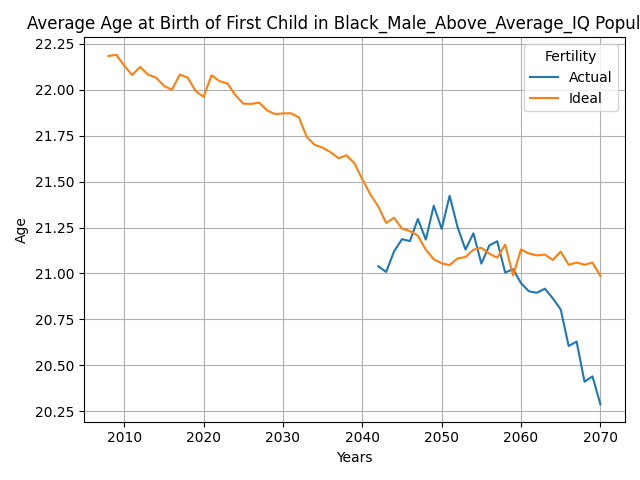 Average Age at Birth of First Child in Black_Male_Above_Average_IQ Popul
Fertility
Actual
Ideal
22.25
22.00
21.75
21.50
21.25
21.00
20.75
20.50
20.25
Age
2010 2020 2030 2040 2050 2060 2070
Years